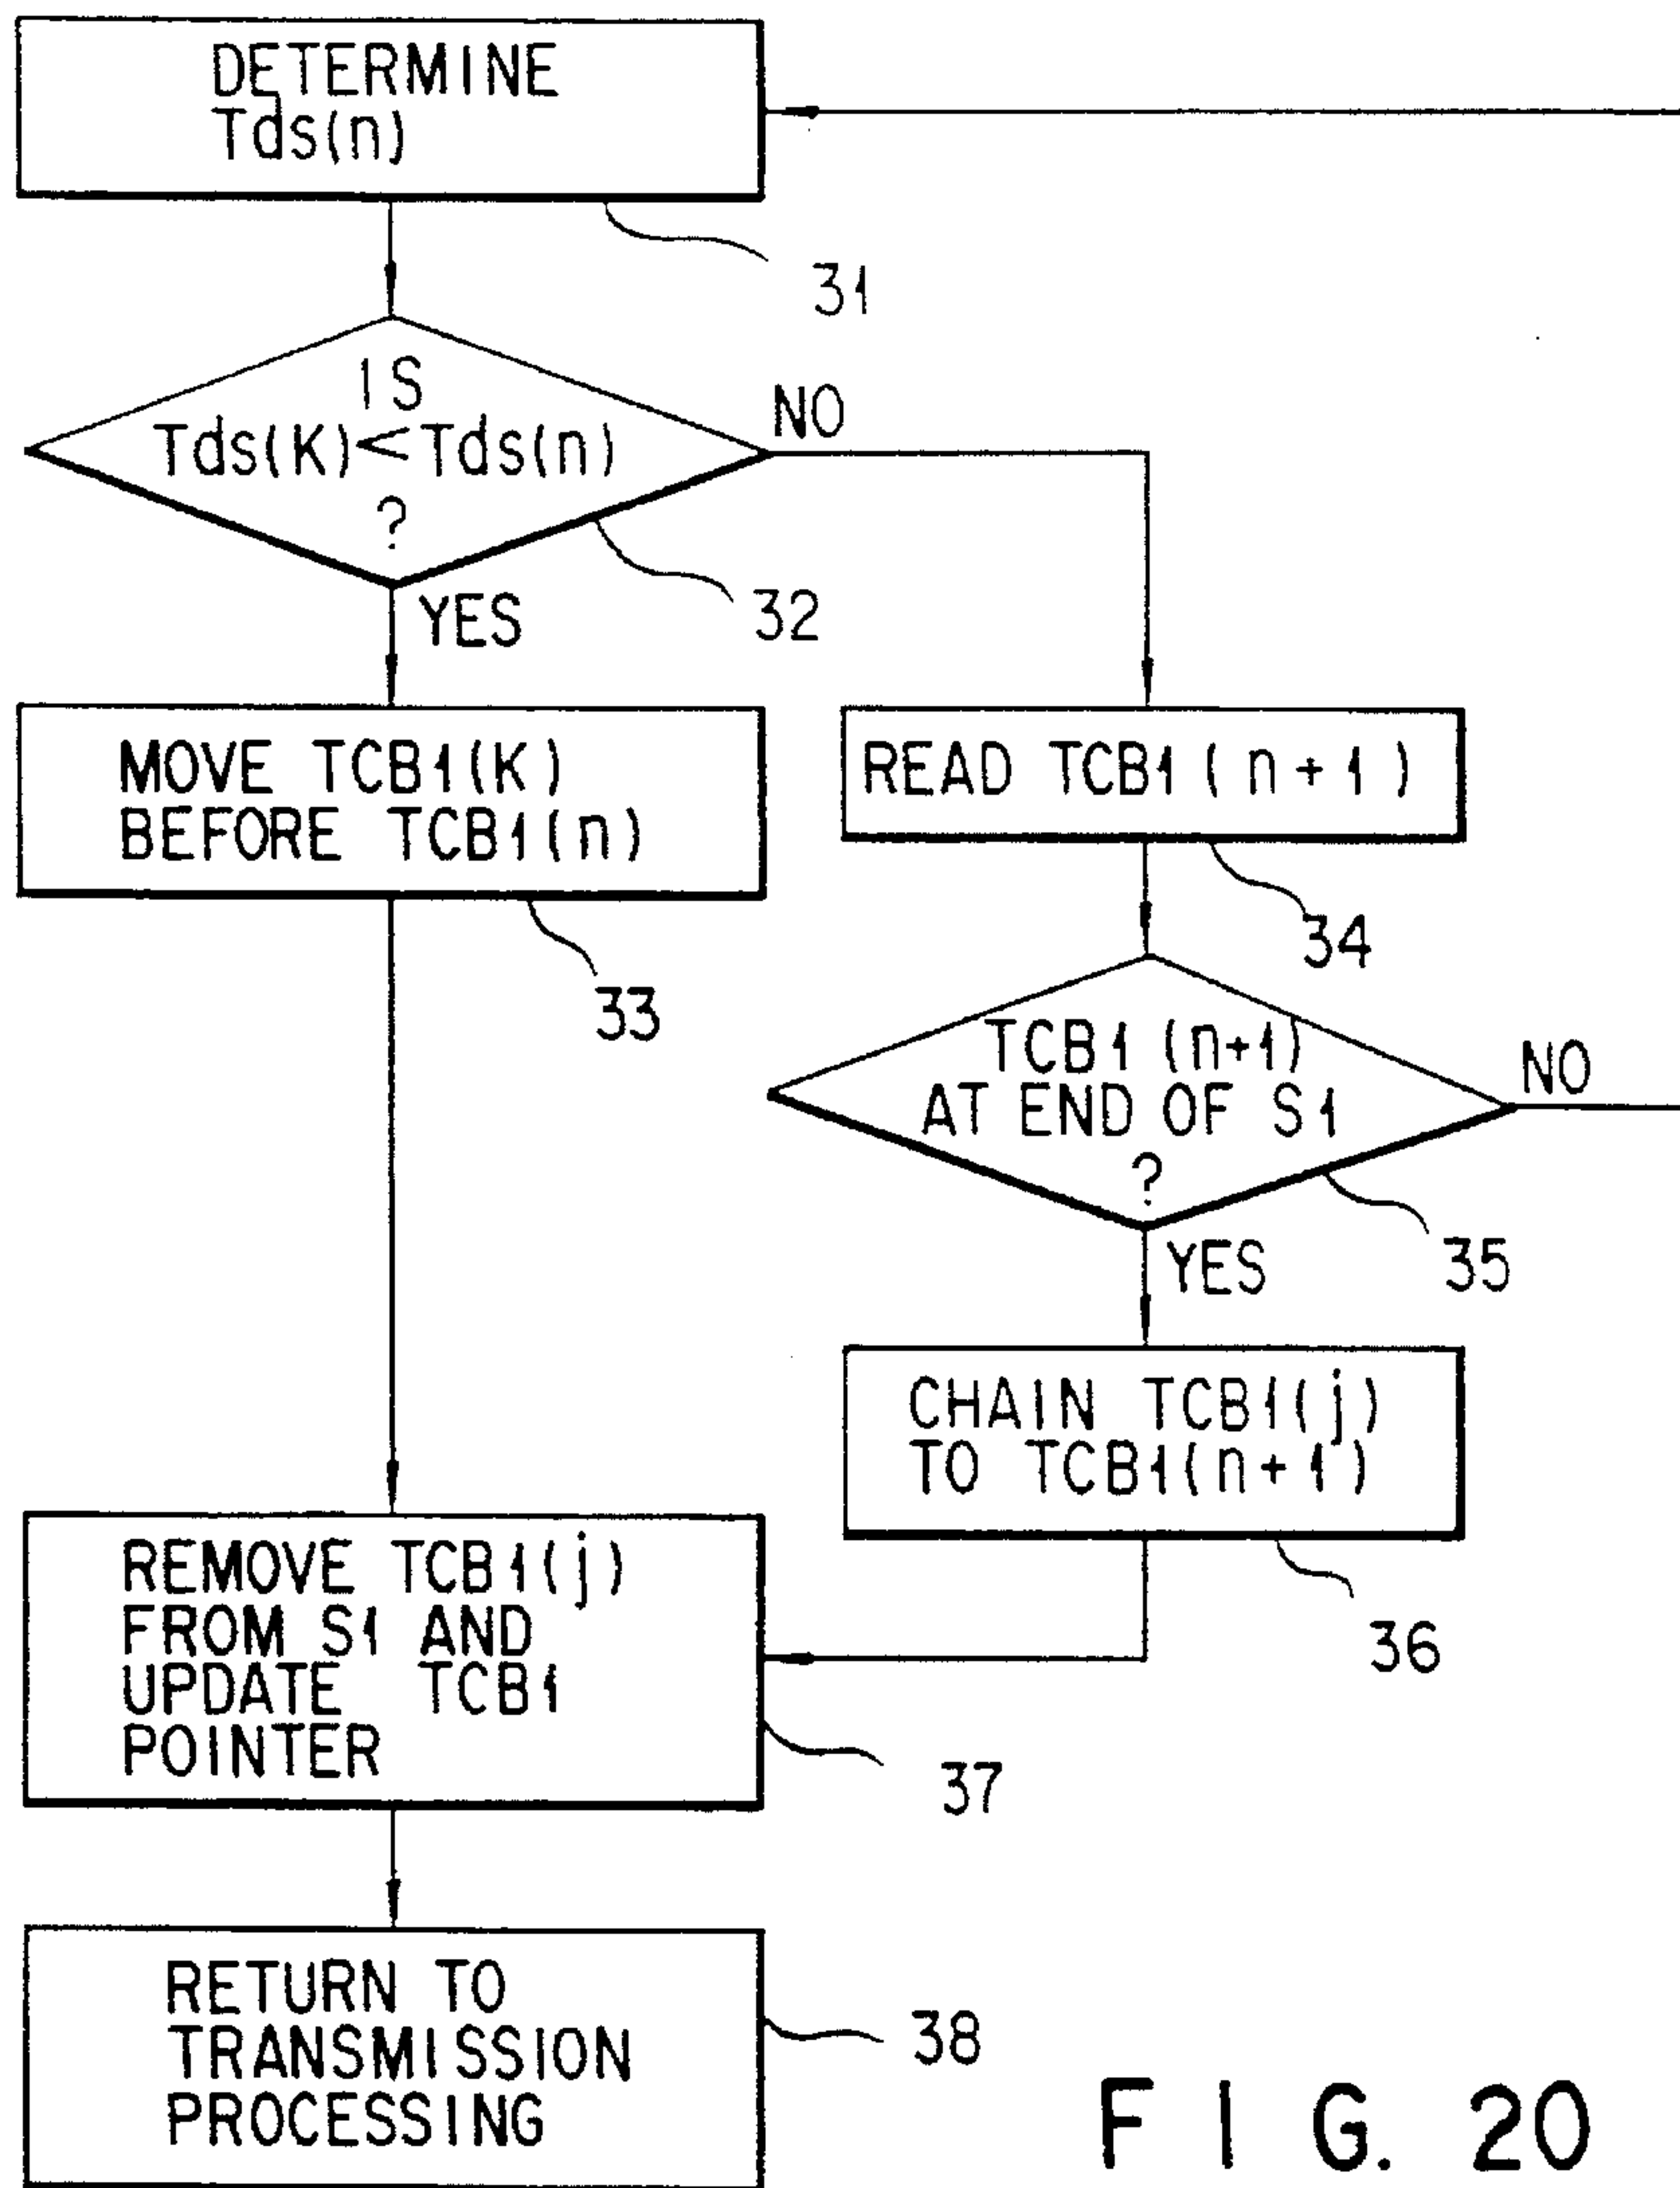 DETERMINE
Tds(n)
31
IS
Tds(K)<Tds(n)
?
NO
32
YES
MOVE TCB1(K)
BEFORE TCB1(n)
33
READ TCB1(n+1)
34
TCB1(n+1)
AT END OF S1
?
NO
35
YES
CHAIN TCB1(j)
TO TCB1(n+1)
36
REMOVE TCB1(j)
FROM S1 AND
UPDATE TCB1
POINTER
37
RETURN TO
TRANSMISSION
PROCESSING
38
FIG. 20